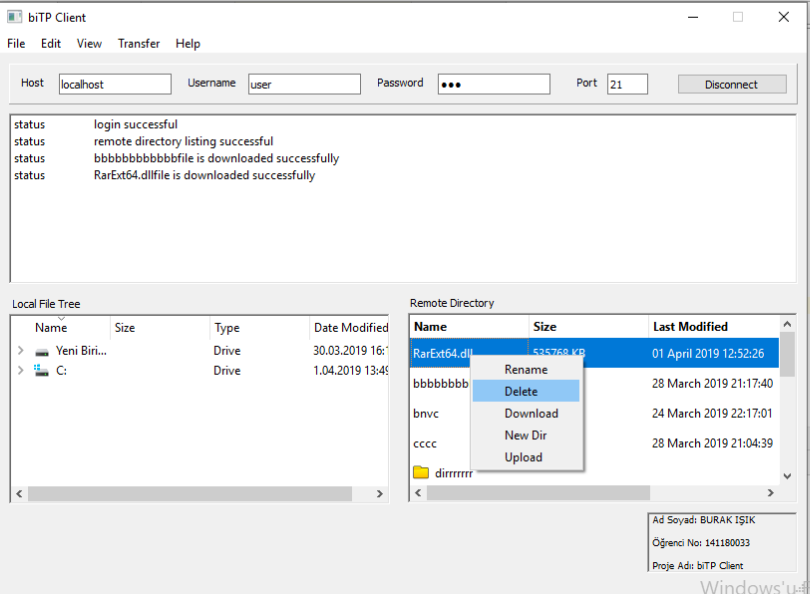 biTP Client
File Edit View Transfer Help
Host localhost Username user Password ●●● Port 21 Disconnect
status login successful
status remote directory listing successful
status bbbbbbbbbbbbfile is downloaded successfully
status RarExt64.dllfile is downloaded successfully
Local File Tree
Name Size Type Date Modified
Yeni Biri... Drive 30.03.2019 16:
C: Drive 1.04.2019 13:49
Remote Directory
Name Size Last Modified
RarExt64.dll 535768 KB 01 April 2019 12:52:26
bbbbbbbb 28 March 2019 21:17:40
bnvc 24 March 2019 22:17:01
cccc 28 March 2019 21:04:39
dirrrrrrr
Rename
Delete
Download
New Dir
Upload
Ad Soyad: BURAK IŞIK
Öğrenci No: 141180033
Proje Adı: biTP Client
Windows'u